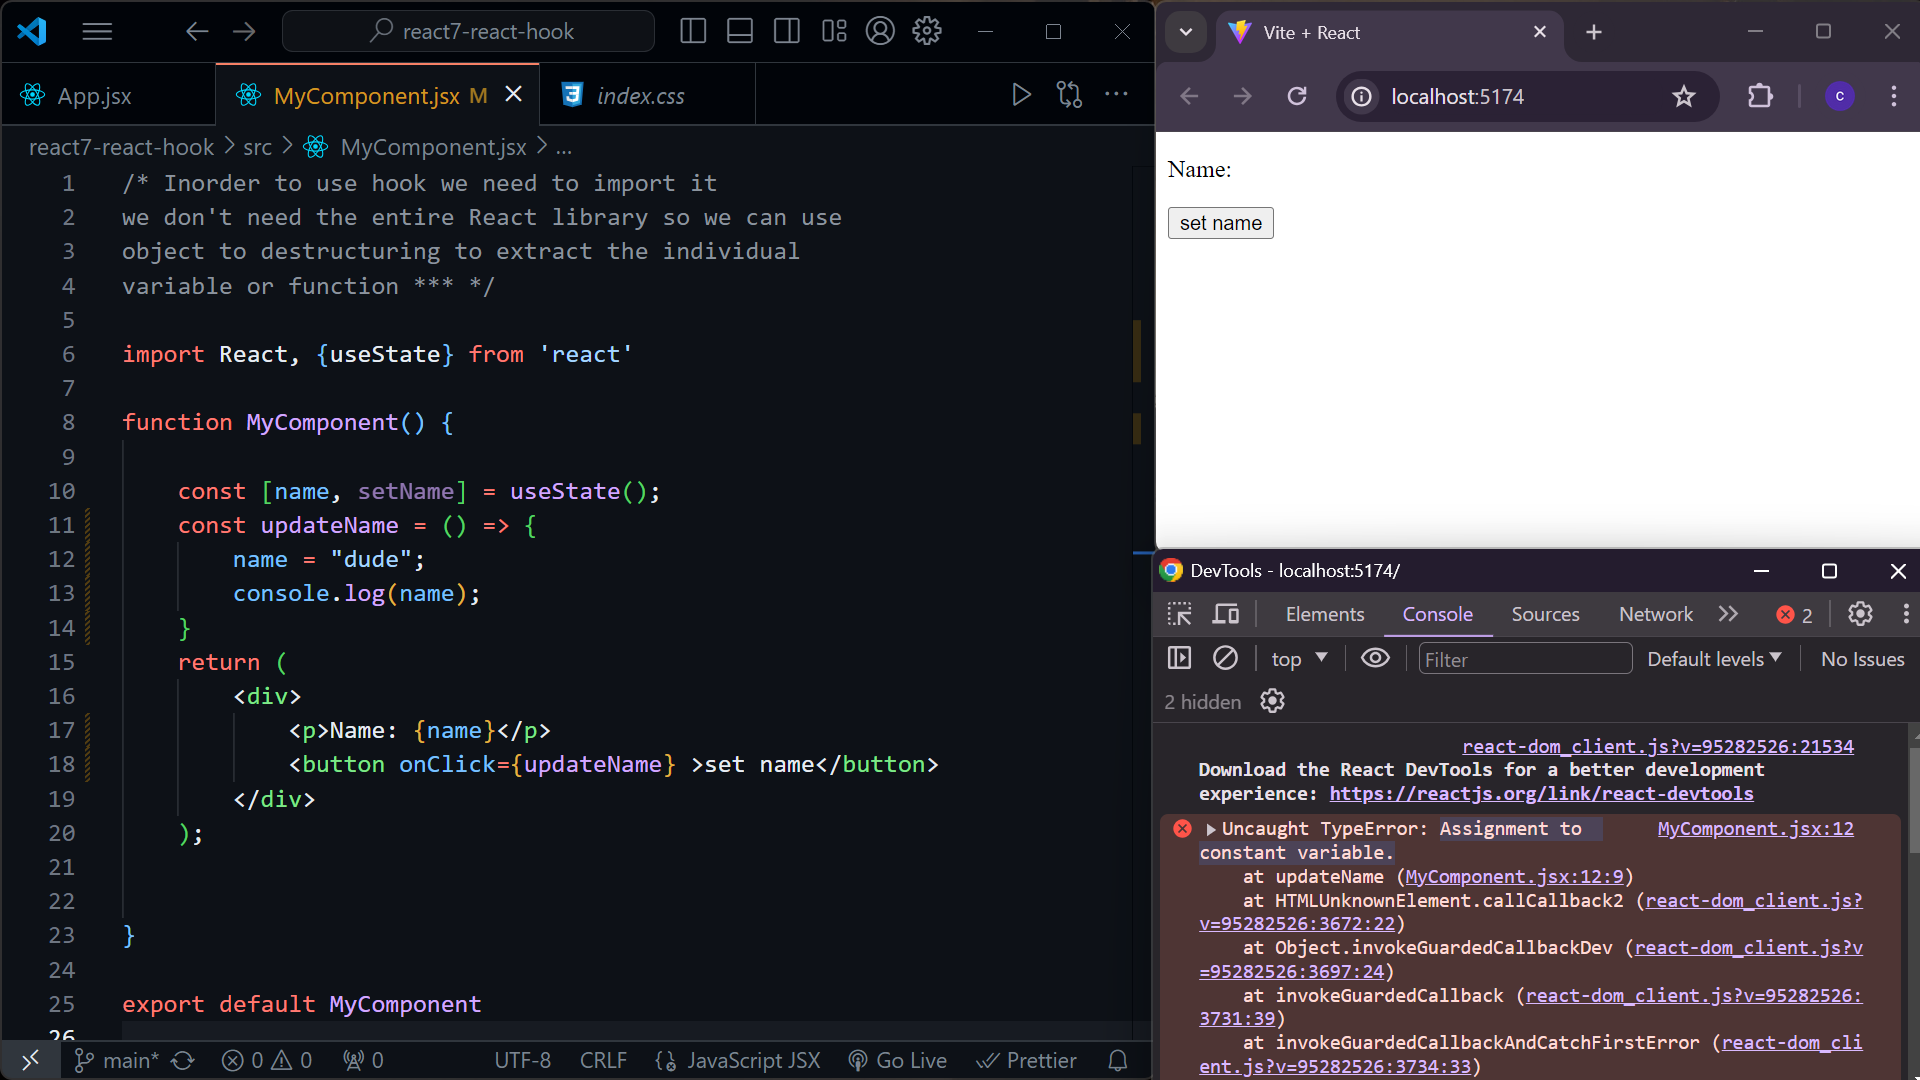 react7-react-hook
App.jsx
MyComponent.jsx M
index.css
react7-react-hook > src > MyComponent.jsx > ...
1 /* Inorder to use hook we need to import it
2 we don't need the entire React library so we can use
3 object to destructuring to extract the individual
4 variable or function *** */
5
6 import React, {useState} from 'react'
7
8 function MyComponent() {
9
10 const [name, setName] = useState();
11 const updateName = () => {
12 name = "dude";
13 console.log(name);
14 }
15 return (
16 <div>
17 <p>Name: {name}</p>
18 <button onClick={updateName} >set name</button>
19 </div>
20 );
21
22
23 }
24
25 export default MyComponent
26
main* 0 0 0 UTF-8 CRLF JavaScript JSX Go Live Prettier
Vite + React
localhost:5174
c
Name:
set name
DevTools - localhost:5174/
Elements Console Sources Network 2
top Filter Default levels No Issues
2 hidden
react-dom_client.js?v=95282526:21534
Download the React DevTools for a better development
experience: https://reactjs.org/link/react-devtools
Uncaught TypeError: Assignment to MyComponent.jsx:12
constant variable.
at updateName (MyComponent.jsx:12:9)
at HTMLUnknownElement.callCallback2 (react-dom_client.js?
v=95282526:3672:22)
at Object.invokeGuardedCallbackDev (react-dom_client.js?v
=95282526:3697:24)
at invokeGuardedCallback (react-dom_client.js?v=95282526:
3731:39)
at invokeGuardedCallbackAndCatchFirstError (react-dom_cli
ent.js?v=95282526:3734:33)